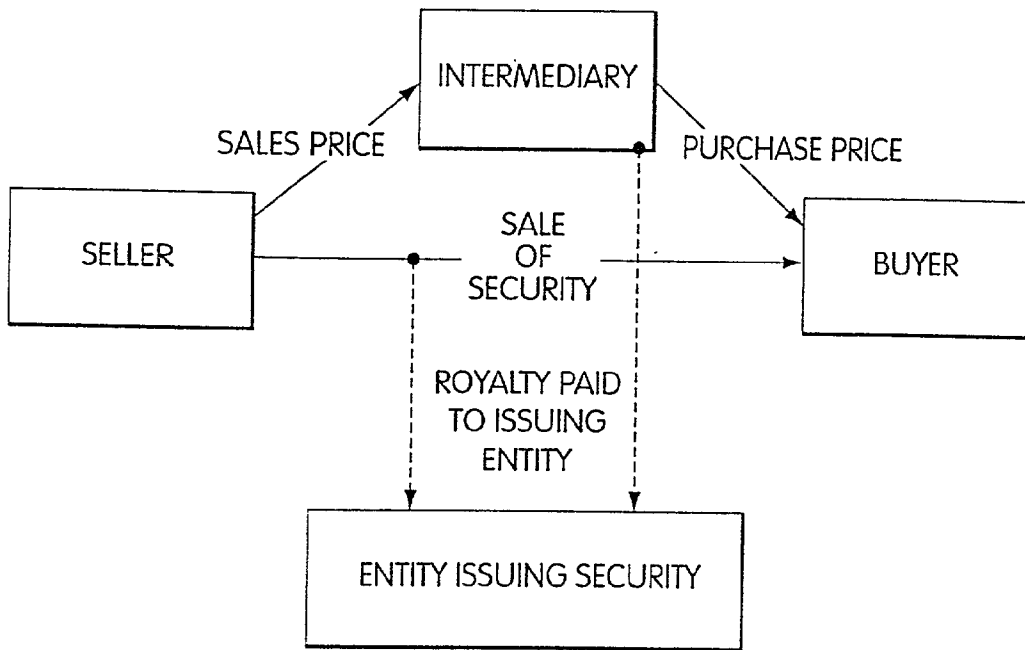 INTERMEDIARY
SALES PRICE
PURCHASE PRICE
SELLER
SALE
OF
SECURITY
BUYER
ROYALTY PAID
TO ISSUING
ENTITY
ENTITY ISSUING SECURITY